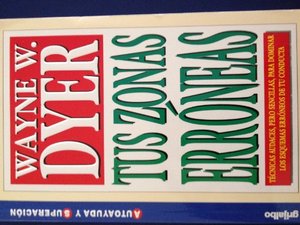 WAYNE W.
DYER
TUS ZONAS
ERRÓNEAS
TÉCNICAS AUDACES, PERO SENCILLAS, PARA DOMINAR
LOS ESQUEMAS ERRÓNEOS DE TU CONDUCTA
AUTOAYUDA Y SUPERACIÓN
grijalbo